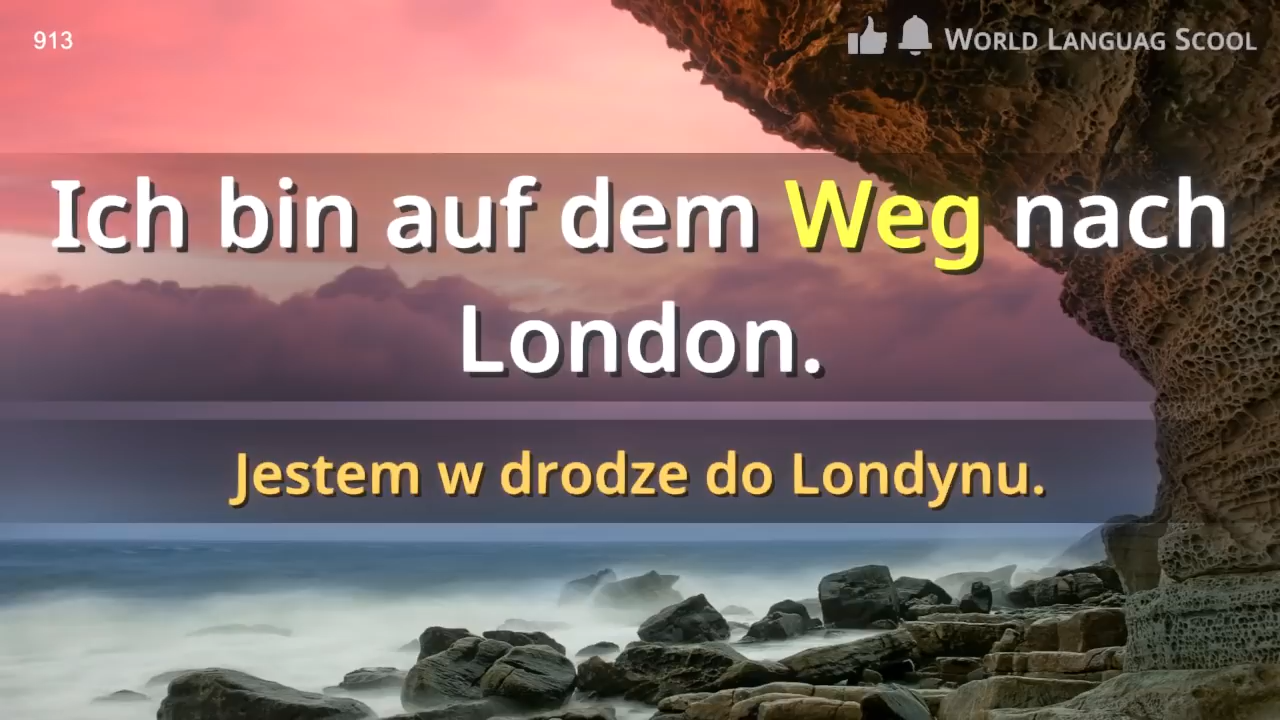 913
World Languag Scool
Ich bin auf dem Weg nach
London.
Jestem w drodze do Londynu.